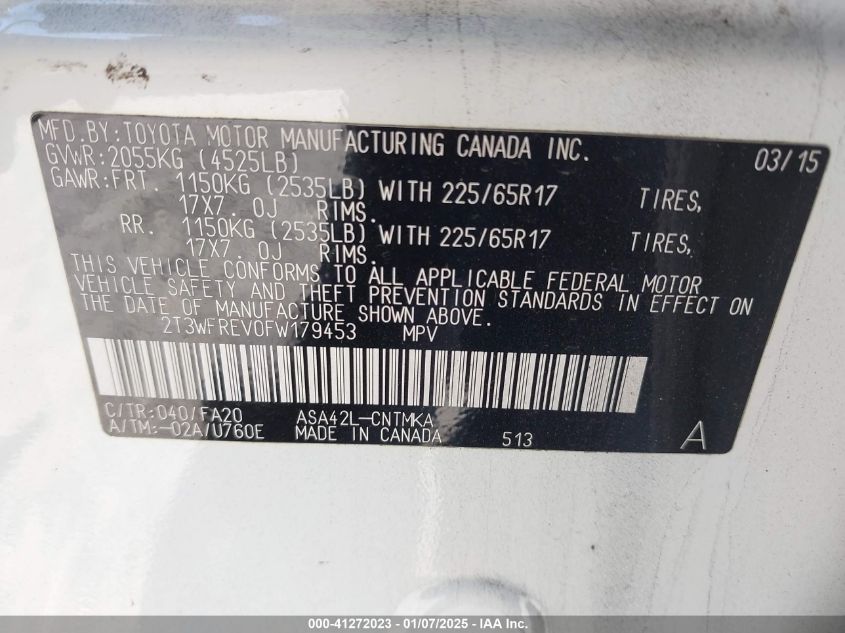 MFD.BY:TOYOTA MOTOR MANUFACTURING CANADA INC. 03/15
GVWR:2055KG (4525LB)
GAWR:FRT. 1150KG (2535LB) WITH 225/65R17 TIRES,
17X7.0J RIMS.
RR. 1150KG (2535LB) WITH 225/65R17 TIRES,
17X7.0J RIMS.
THIS VEHICLE CONFORMS TO ALL APPLICABLE FEDERAL MOTOR
VEHICLE SAFETY AND THEFT PREVENTION STANDARDS IN EFFECT ON
THE DATE OF MANUFACTURE SHOWN ABOVE.
2T3WFREV0FW179453 MPV
C/TR:040/FA20 ASA42L-CNTMKA
A/TM:-02A/U760E MADE IN CANADA 513 A
000-41272023 - 01/07/2025 - IAA Inc.